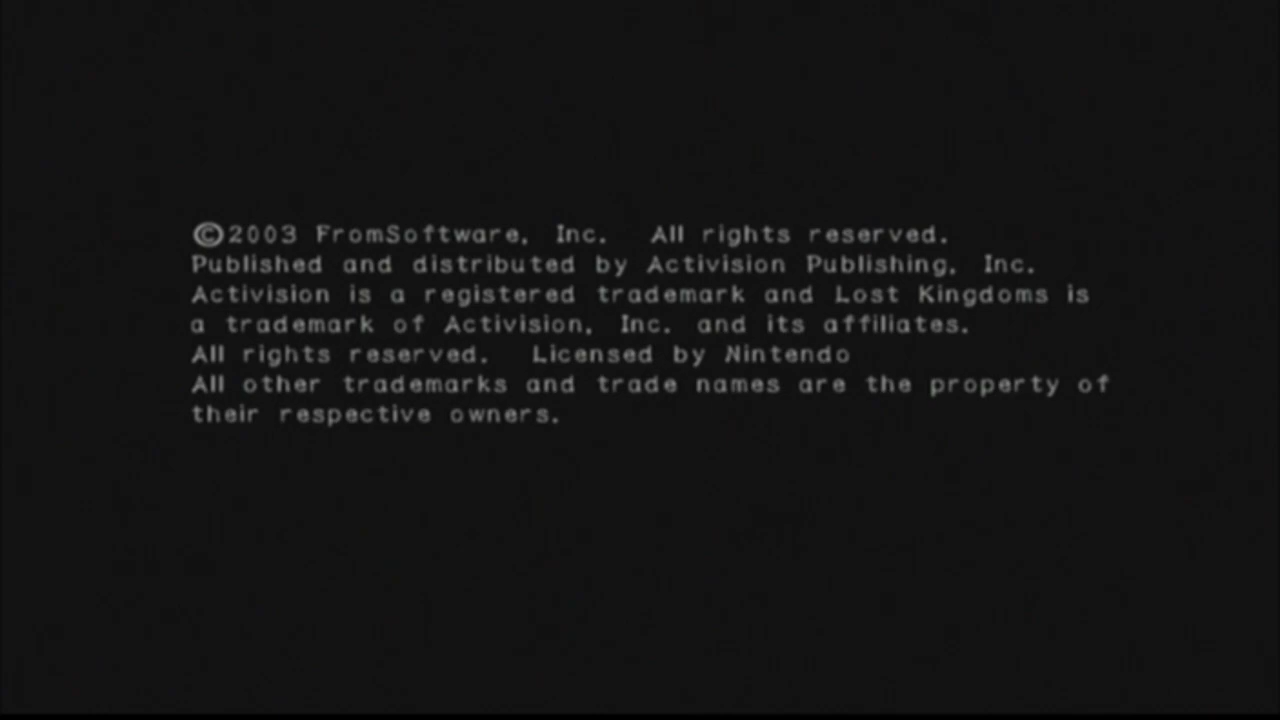 ©2003 FromSoftware, Inc.  All rights reserved.
Published and distributed by Activision Publishing, Inc.
Activision is a registered trademark and Lost Kingdoms is
a trademark of Activision, Inc. and its affiliates.
All rights reserved.  Licensed by Nintendo
All other trademarks and trade names are the property of
their respective owners.